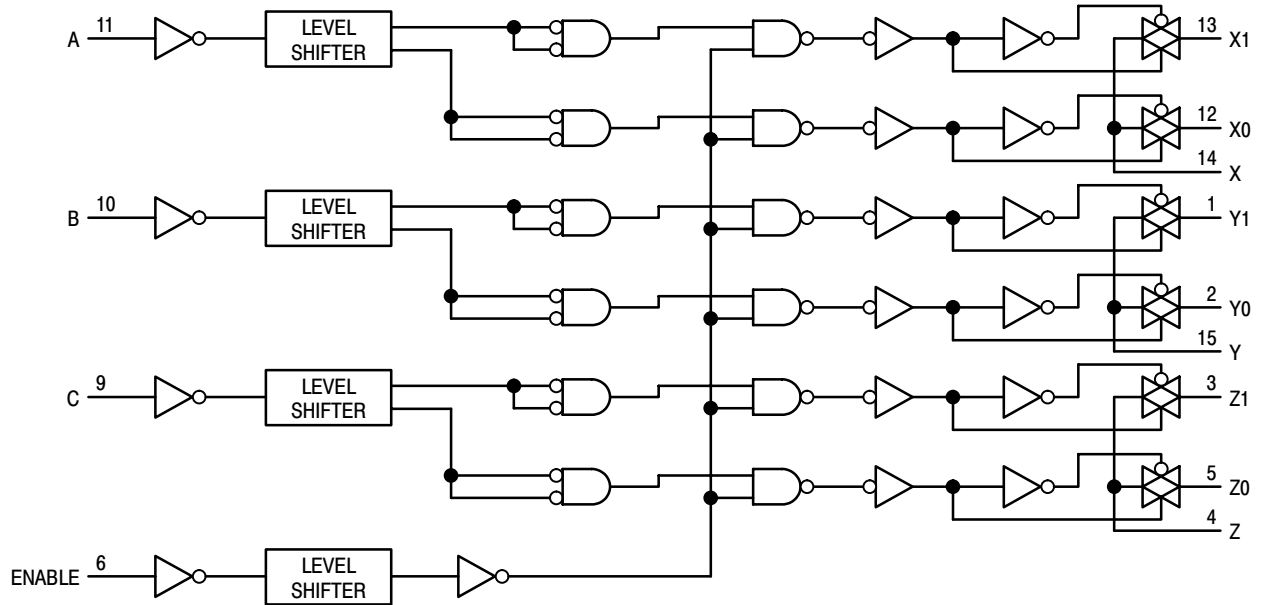 A 11 LEVEL SHIFTER 13 X1
12 X0
14 X
B 10 LEVEL SHIFTER 1 Y1
2 Y0
15 Y
C 9 LEVEL SHIFTER 3 Z1
5 Z0
4 Z
ENABLE 6 LEVEL SHIFTER